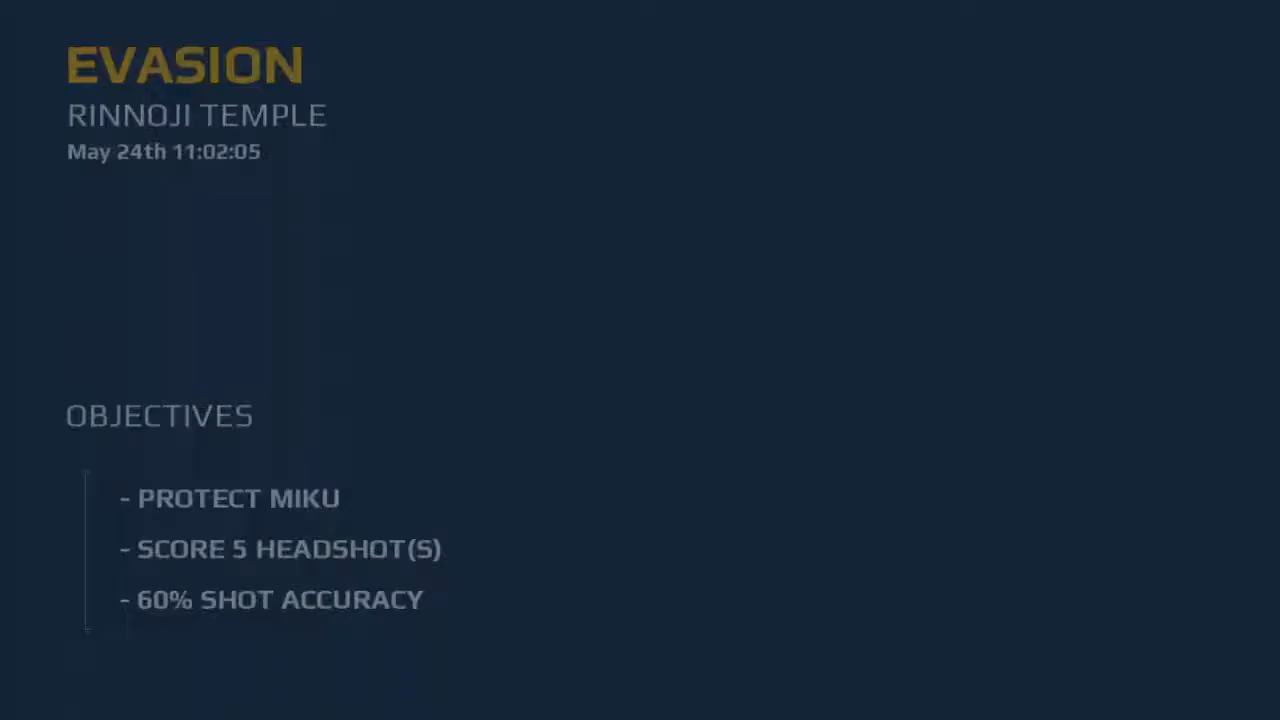 EVASION
RINNOJI TEMPLE
May 24th 11:02:05
OBJECTIVES
- PROTECT MIKU
- SCORE 5 HEADSHOT(S)
- 60% SHOT ACCURACY